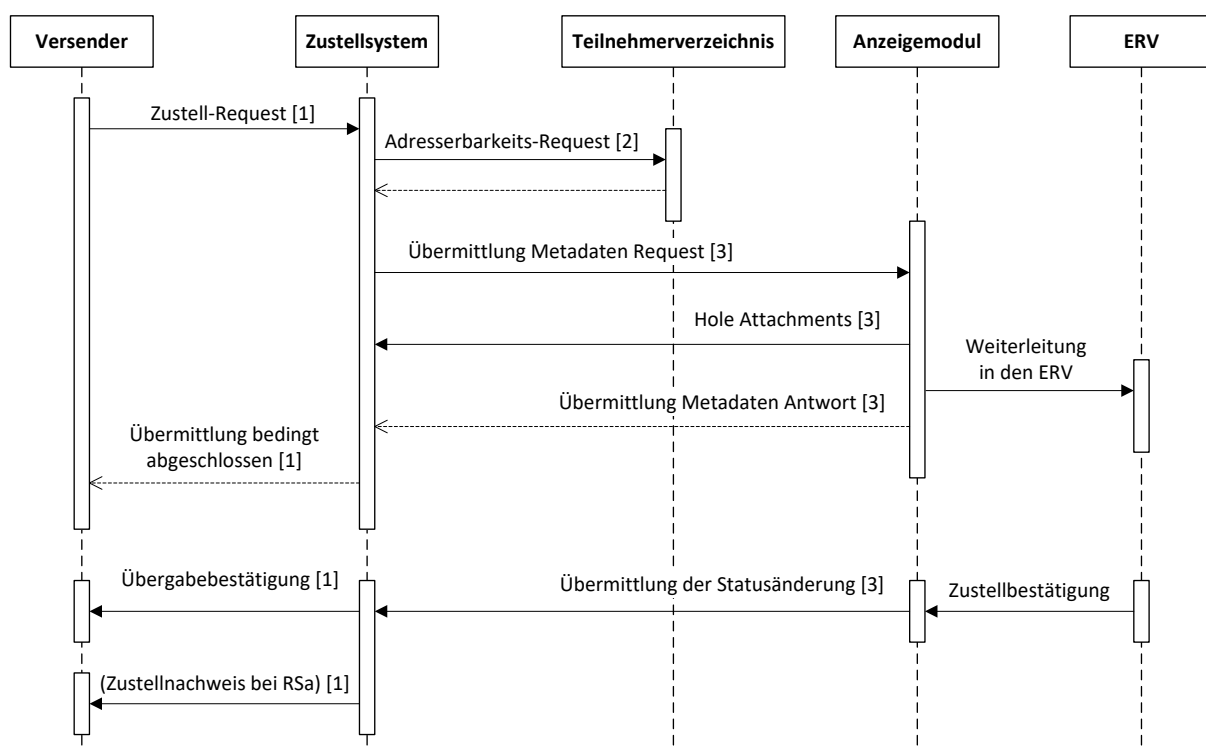 Versender
Zustellsystem
Teilnehmerverzeichnis
Anzeigemodul
ERV
Zustell-Request [1]
Adresserbarkeits-Request [2]
Übermittlung Metadaten Request [3]
Hole Attachments [3]
Weiterleitung
in den ERV
Übermittlung Metadaten Antwort [3]
Übermittlung bedingt
abgeschlossen [1]
Übergabebestätigung [1]
Übermittlung der Statusänderung [3]
Zustellbestätigung
(Zustellnachweis bei RSa) [1]